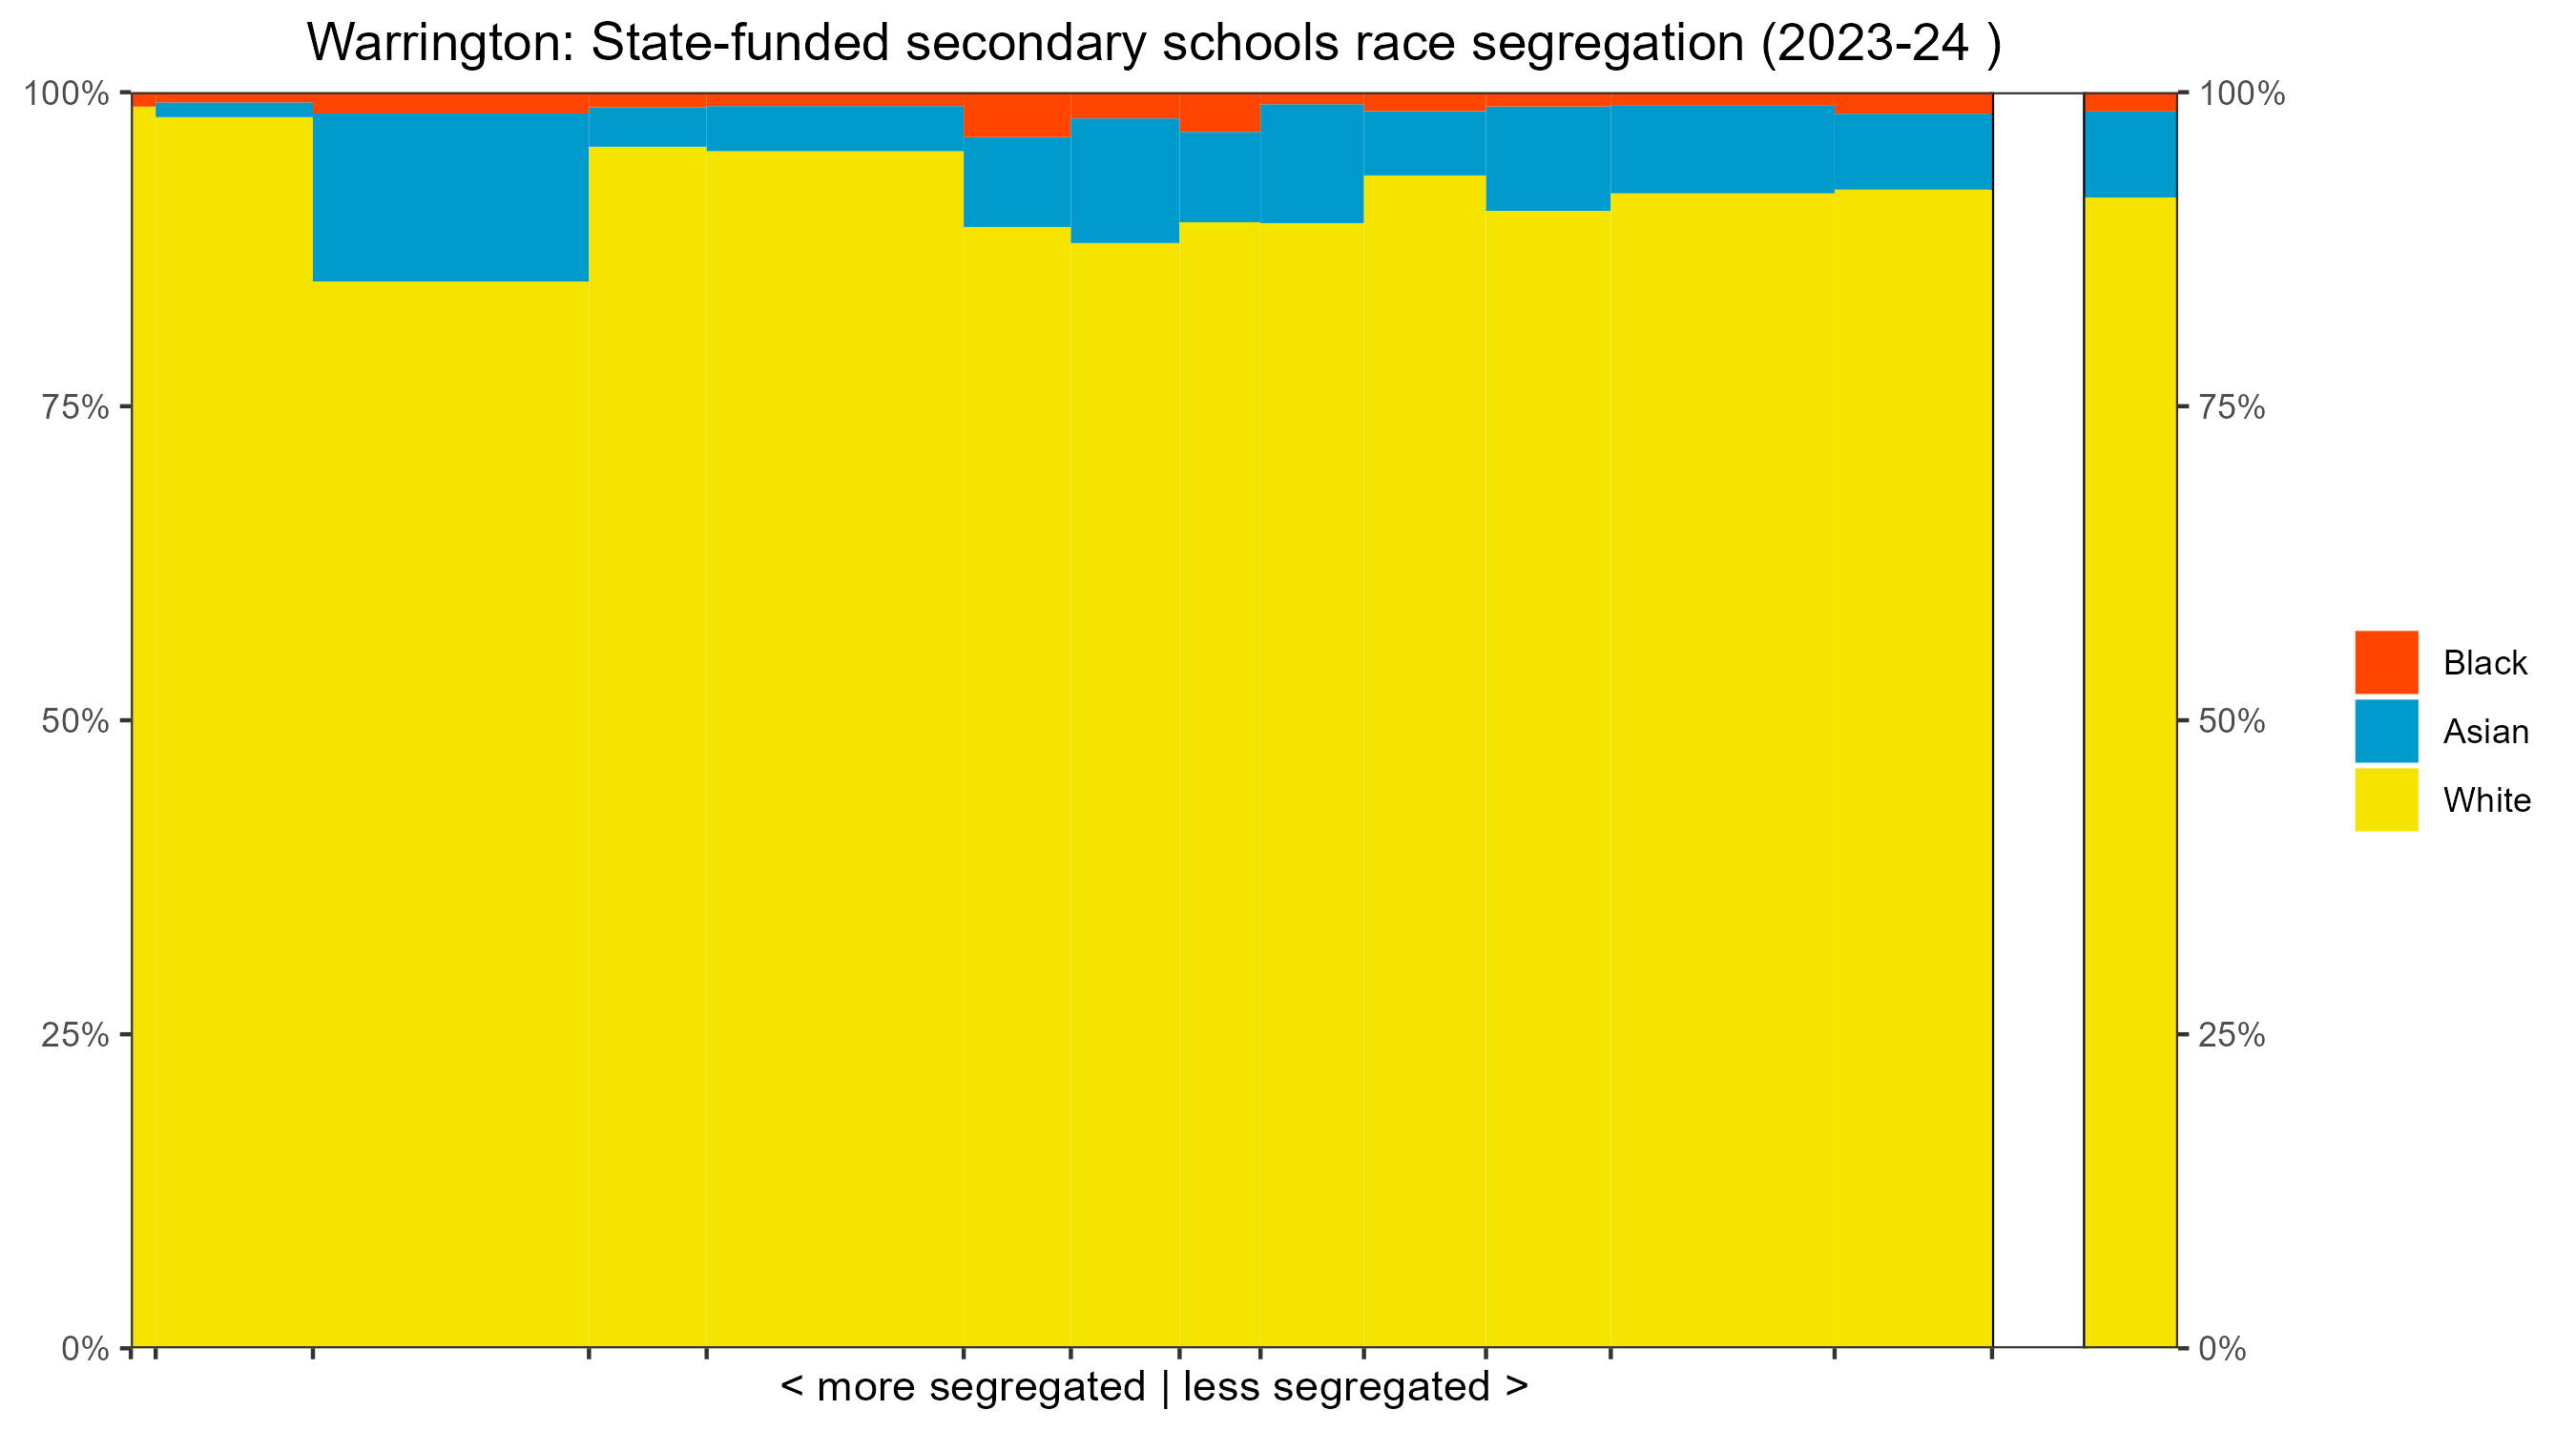 Warrington: State-funded secondary schools race segregation (2023-24 )
100%
75%
50%
25%
0%
100%
75%
50%
25%
0%
Black
Asian
White
< more segregated | less segregated >